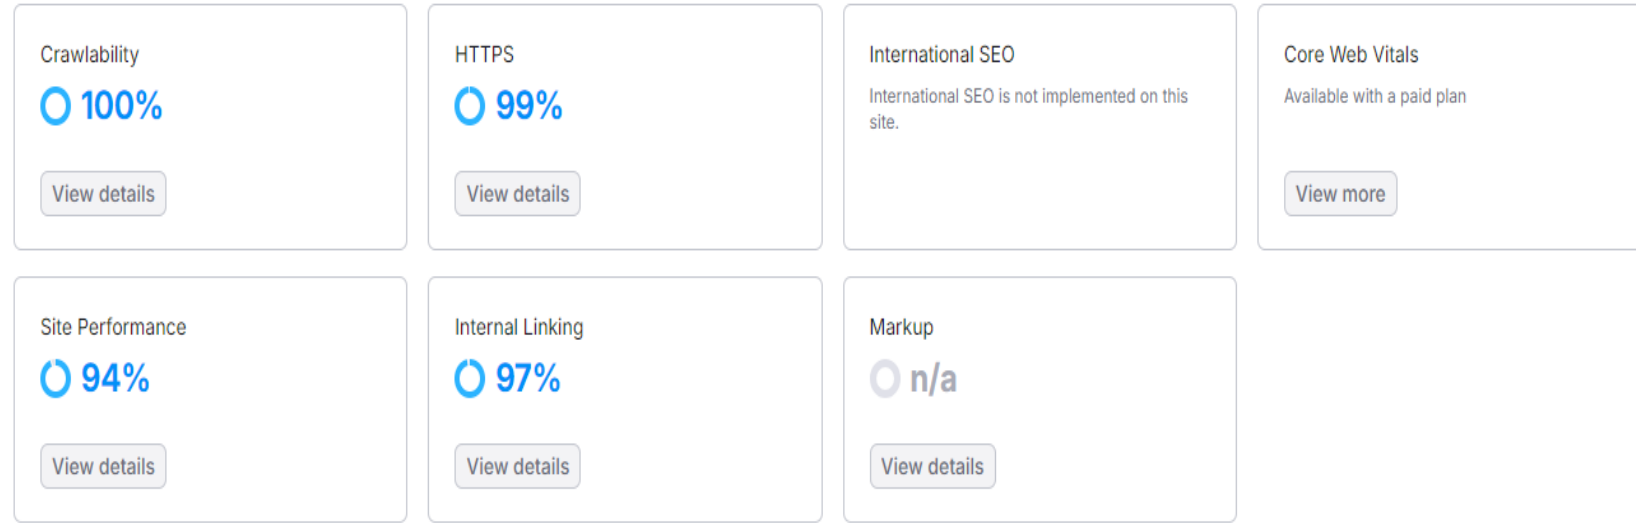 Crawlability
100%
View details
HTTPS
99%
View details
International SEO
International SEO is not implemented on this
site.
Core Web Vitals
Available with a paid plan
View more
Site Performance
94%
View details
Internal Linking
97%
View details
Markup
n/a
View details